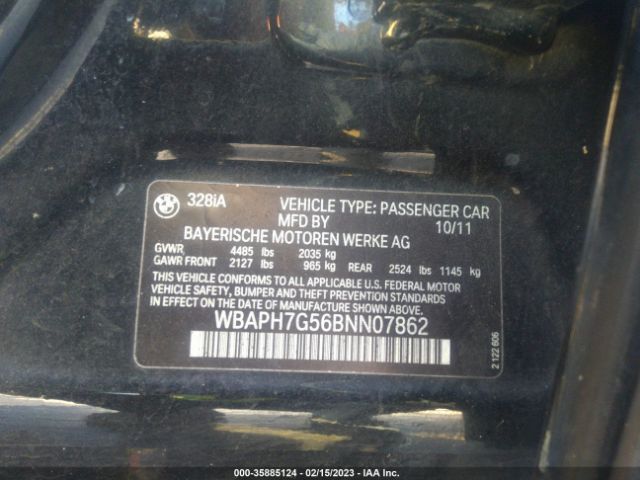 BMW
328iA VEHICLE TYPE: PASSENGER CAR
MFD BY 10/11
BAYERISCHE MOTOREN WERKE AG
GVWR 4485 lbs 2035 kg
GAWR FRONT 2127 lbs 965 kg REAR 2524 lbs 1145 kg
THIS VEHICLE CONFORMS TO ALL APPLICABLE U.S. FEDERAL MOTOR
VEHICLE SAFETY, BUMPER AND THEFT PREVENTION STANDARDS
IN EFFECT ON THE DATE OF MANUFACTURE SHOWN ABOVE.
WBAPH7G56BNN07862
2 122 606
000-35885124 - 02/15/2023 - IAA Inc.